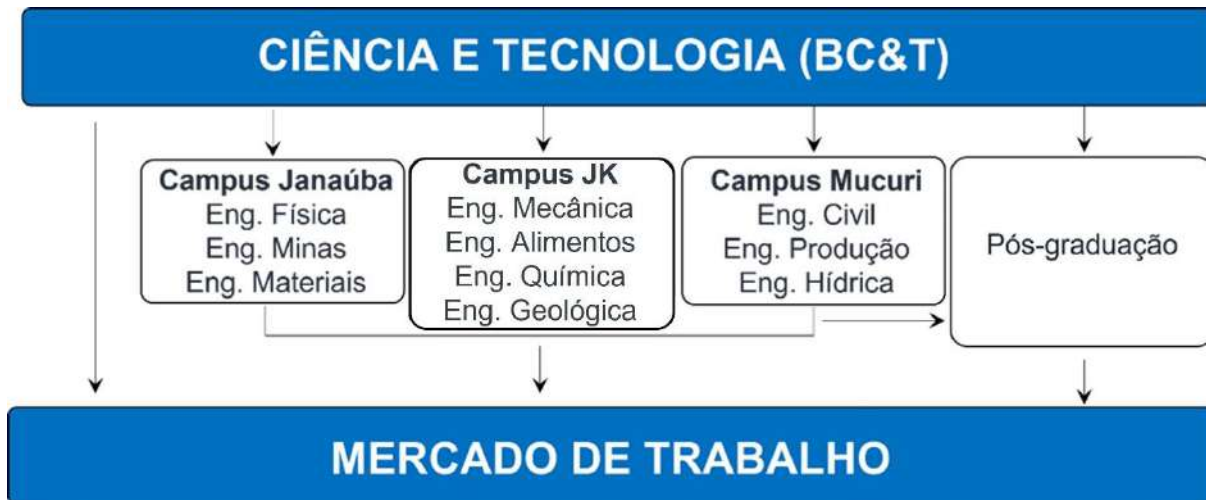 CIÊNCIA E TECNOLOGIA (BC&T)
Campus Janaúba
Eng. Física
Eng. Minas
Eng. Materiais
Campus JK
Eng. Mecânica
Eng. Alimentos
Eng. Química
Eng. Geológica
Campus Mucuri
Eng. Civil
Eng. Produção
Eng. Hídrica
Pós-graduação
MERCADO DE TRABALHO